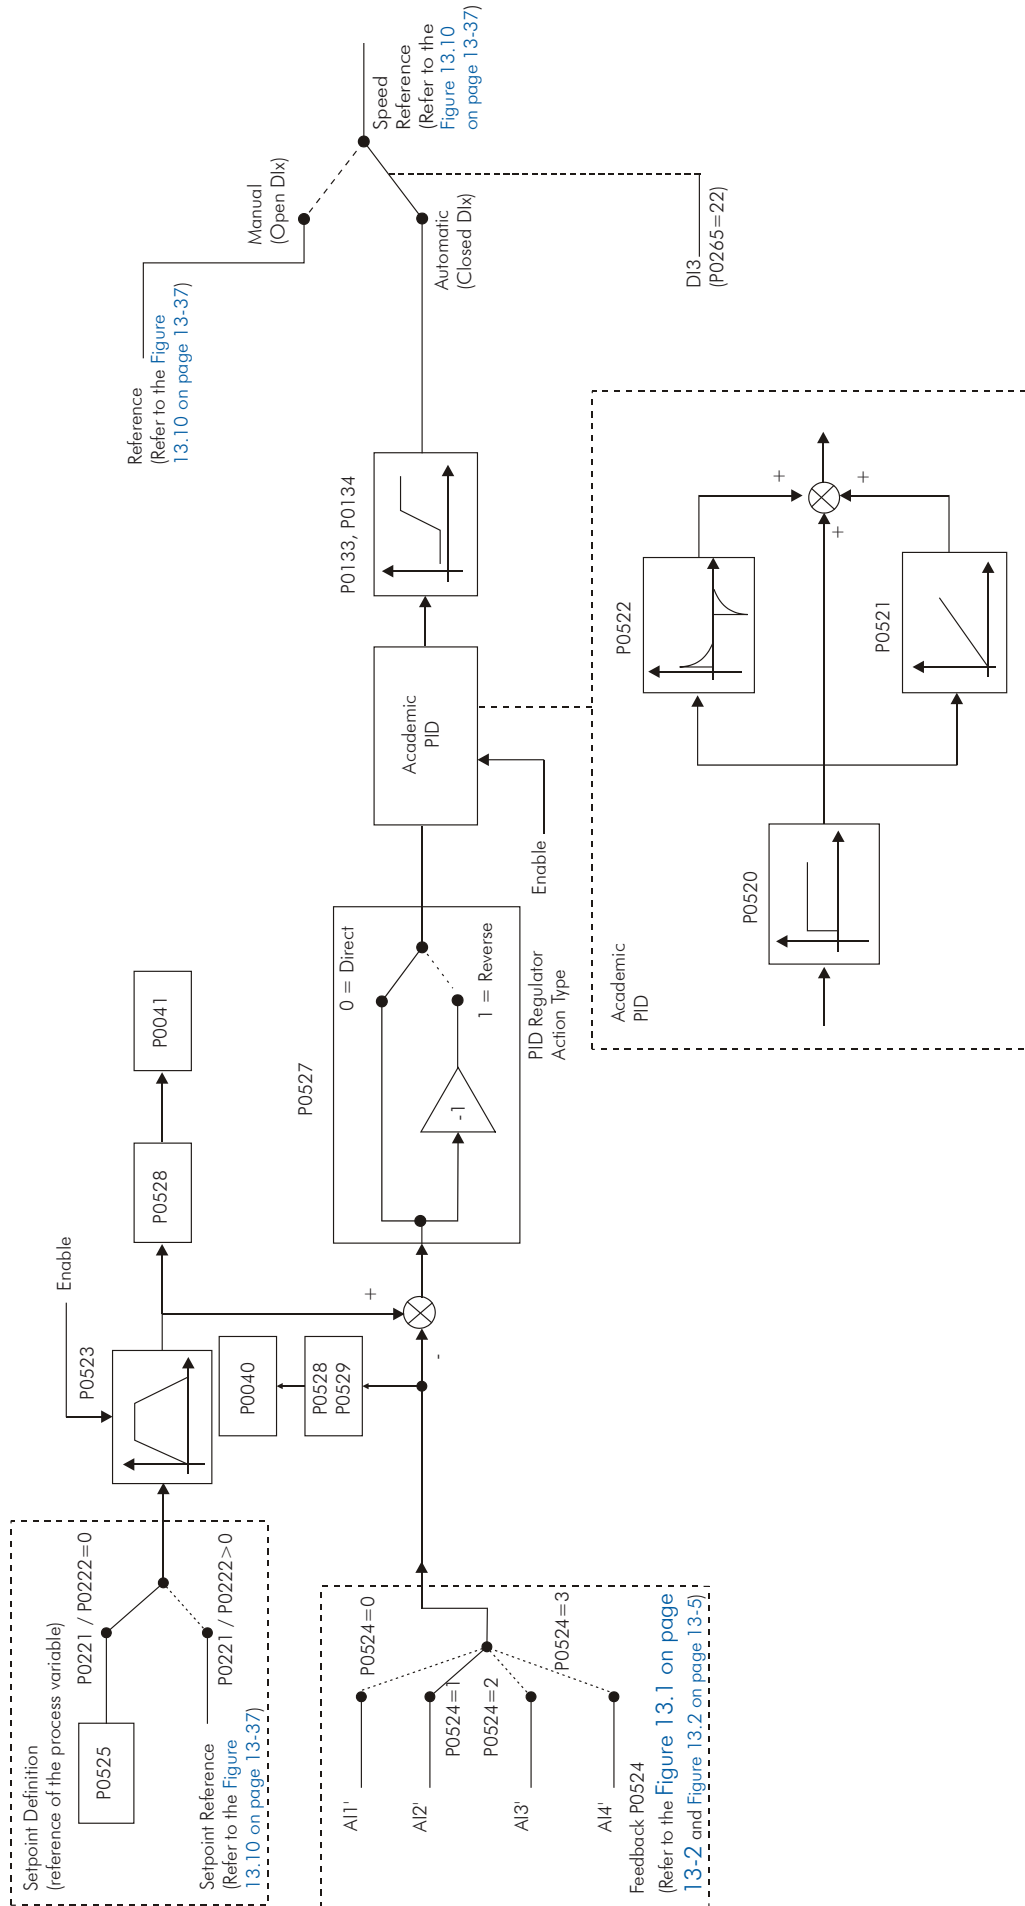 Setpoint Definition
(reference of the process variable)
P0525
P0221 / P0222=0
P0221 / P0222>0
Setpoint Reference
(Refer to the Figure
13.10 on page 13-37)
Enable
P0523
P0528
P0041
P0040
P0528
P0529
+
-
AI1'
AI2'
AI3'
AI4'
P0524=0
P0524=1
P0524=2
P0524=3
Feedback P0524
(Refer to the Figure 13.1 on page
13-2 and Figure 13.2 on page 13-5)
P0527
0 = Direct
1 = Reverse
-1
PID Regulator
Action Type
Enable
Academic
PID
P0133, P0134
Reference
(Refer to the Figure
13.10 on page 13-37)
Manual
(Open DIx)
Automatic
(Closed DIx)
Speed
Reference
(Refer to the
Figure 13.10
on page 13-37)
DI3
(P0265=22)
Academic
PID
P0520
P0522
P0521
+
+
+